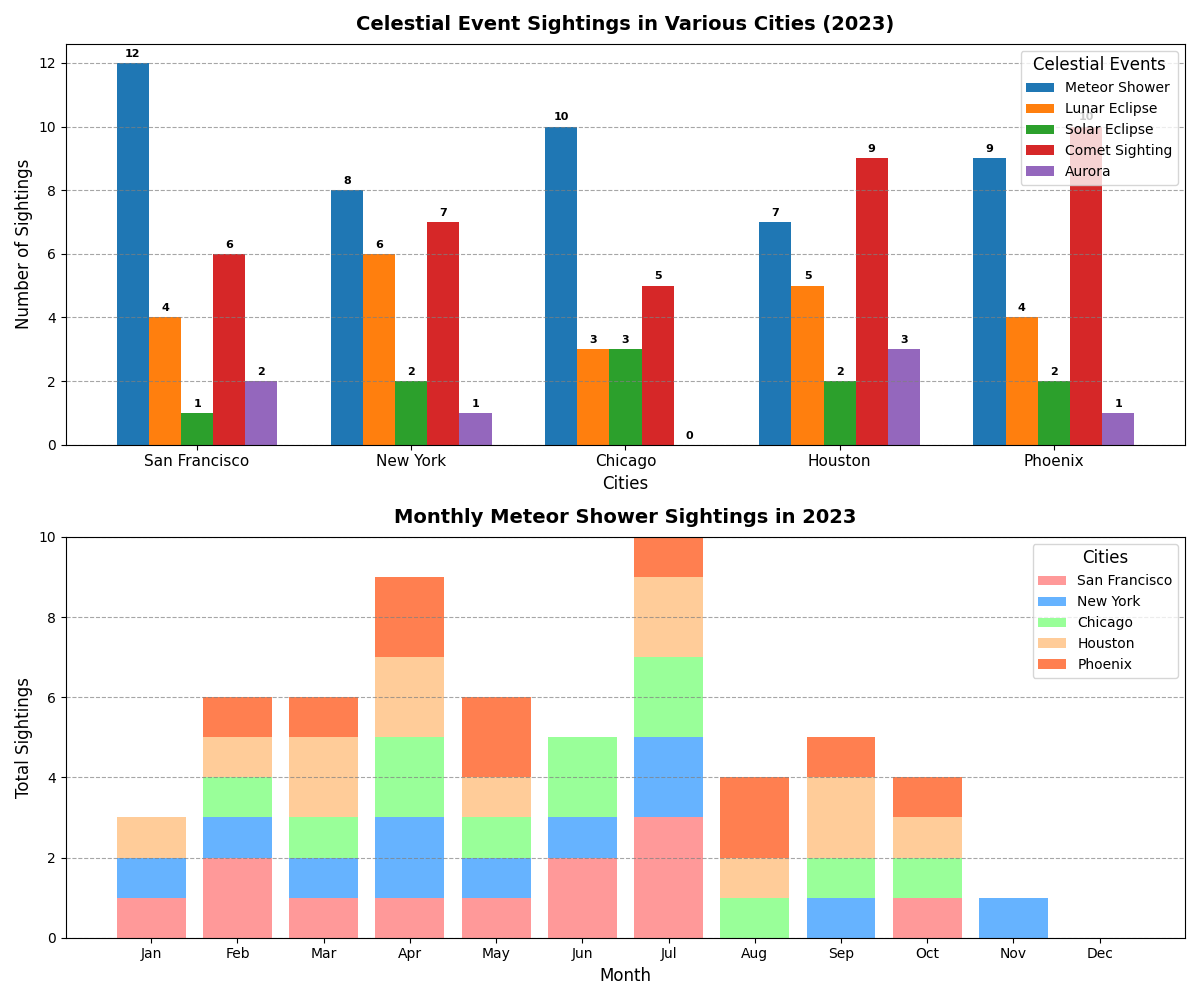 Celestial Event Sightings in Various Cities (2023)
Number of Sightings
12
10
8
6
4
2
0
12
4
1
6
2
8
6
2
7
1
10
3
3
5
0
7
5
2
9
3
9
4
2
10
1
Celestial Events
Meteor Shower
Lunar Eclipse
Solar Eclipse
Comet Sighting
Aurora
San Francisco
New York
Chicago
Houston
Phoenix
Cities
Monthly Meteor Shower Sightings in 2023
Total Sightings
10
8
6
4
2
0
Cities
San Francisco
New York
Chicago
Houston
Phoenix
Jan
Feb
Mar
Apr
May
Jun
Jul
Aug
Sep
Oct
Nov
Dec
Month